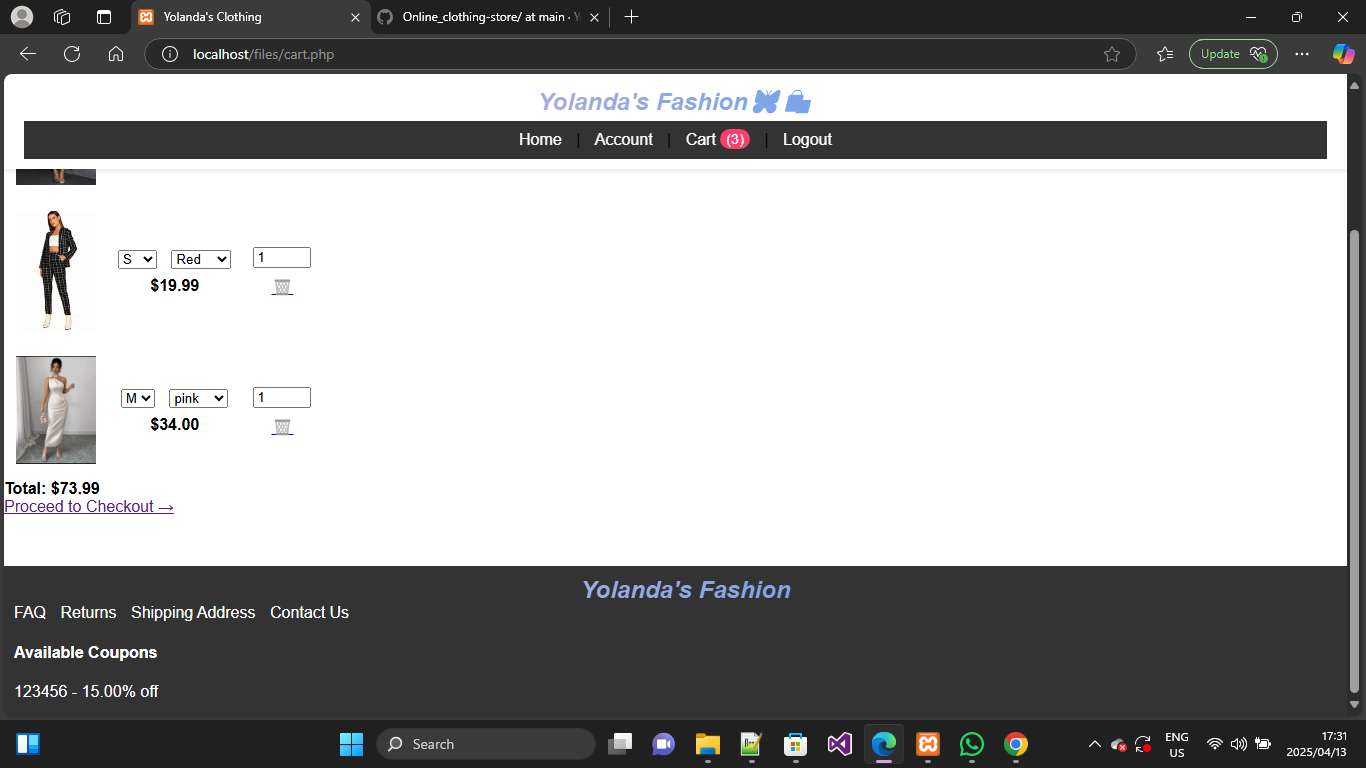 Yolanda's Clothing
Online_clothing-store/ at main · Y
localhost/files/cart.php
Update
Yolanda's Fashion
Home | Account | Cart (3) | Logout
S Red 1
$19.99
M pink 1
$34.00
Total: $73.99
Proceed to Checkout →
Yolanda's Fashion
FAQ Returns Shipping Address Contact Us
Available Coupons
123456 - 15.00% off
Search
ENG
US
17:31
2025/04/13